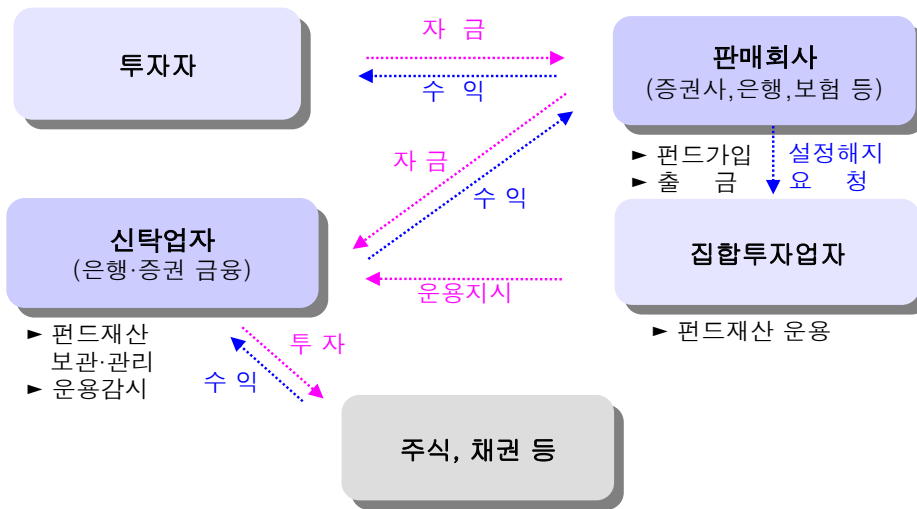 자 금
투자자
판매회사
(증권사,은행,보험 등)
수 익
► 펀드가입
► 출 금
설정해지
요 청
자 금
수 익
신탁업자
(은행·증권 금융)
집합투자업자
운용지시
► 펀드재산
보관·관리
► 운용감시
► 펀드재산 운용
투 자
수 익
주식, 채권 등